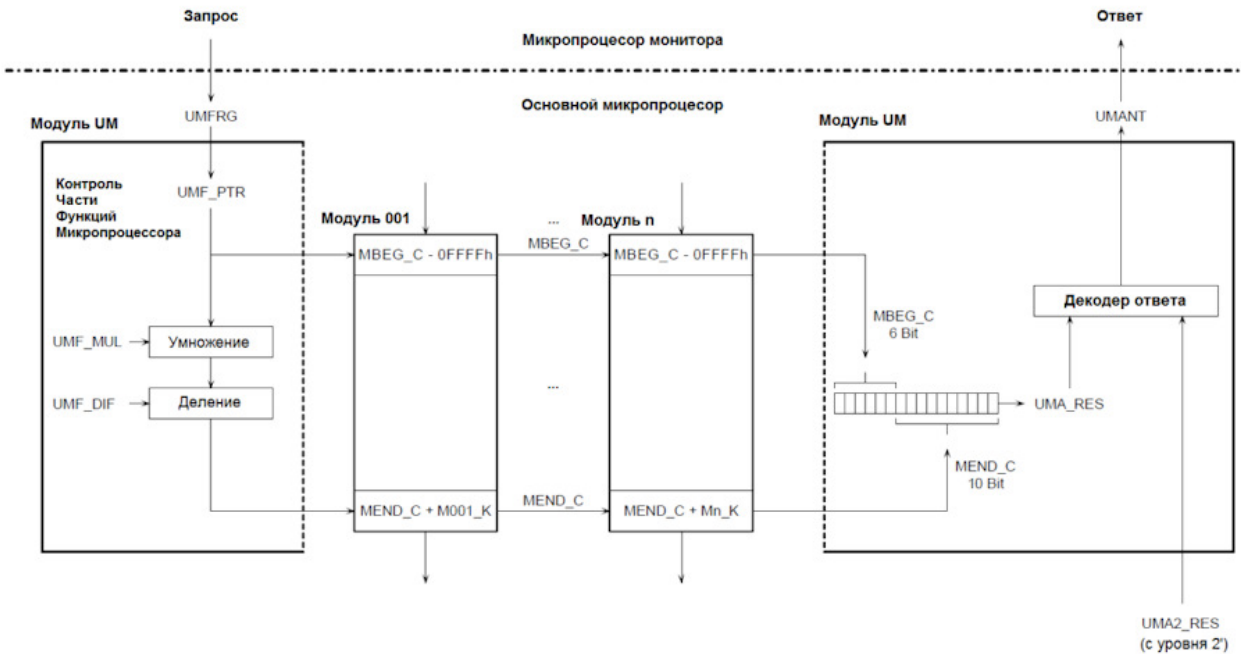 Запрос
Ответ
Микропроцесор монитора
Основной микропроцесор
UMFRG
UMANT
Модуль UM
Модуль UM
Контроль
Части
Функций
Микропроцессора
UMF_PTR
Модуль 001
...
Модуль n
MBEG_C - 0FFFFh
MBEG_C
MBEG_C - 0FFFFh
Декодер ответа
MBEG_C
6 Bit
UMF_MUL
Умножение
...
UMF_DIF
Деление
UMA_RES
MEND_C
10 Bit
MEND_C + M001_K
MEND_C
MEND_C + Mn_K
UMA2_RES
(с уровня 2')